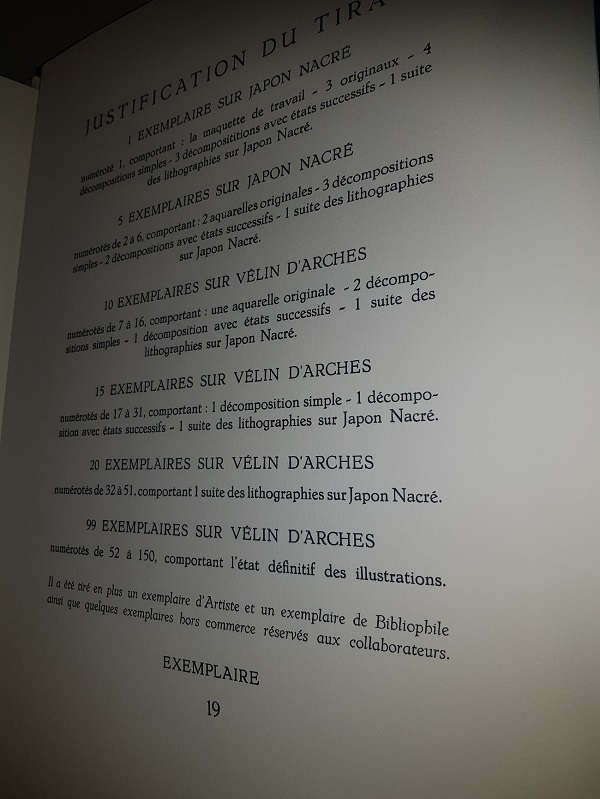 JUSTIFICATION DU TIRA
1 EXEMPLAIRE SUR JAPON NACRÉ
numéroté 1, comportant : la maquette de travail - 3 originaux - 4
décompositions simples - 3 décompositions avec états successifs - 1 suite
des lithographies sur Japon Nacré.
5 EXEMPLAIRES SUR JAPON NACRÉ
numérotés de 2 à 6, comportant : 2 aquarelles originales - 3 décompositions
simples - 2 décompositions avec états successifs - 1 suite des lithographies
sur Japon Nacré.
10 EXEMPLAIRES SUR VÉLIN D'ARCHES
numérotés de 7 à 16, comportant : une aquarelle originale - 2 décompo-
sitions simples - 1 décomposition avec états successifs - 1 suite des
lithographies sur Japon Nacré.
15 EXEMPLAIRES SUR VÉLIN D'ARCHES
numérotés de 17 à 31, comportant : 1 décomposition simple - 1 décompo-
sition avec états successifs - 1 suite des lithographies sur Japon Nacré.
20 EXEMPLAIRES SUR VÉLIN D'ARCHES
numérotés de 32 à 51, comportant 1 suite des lithographies sur Japon Nacré.
99 EXEMPLAIRES SUR VÉLIN D'ARCHES
numérotés de 52 à 150, comportant l'état définitif des illustrations.
Il a été tiré en plus un exemplaire d'Artiste et un exemplaire de Bibliophile
ainsi que quelques exemplaires hors commerce réservés aux collaborateurs.
EXEMPLAIRE
19